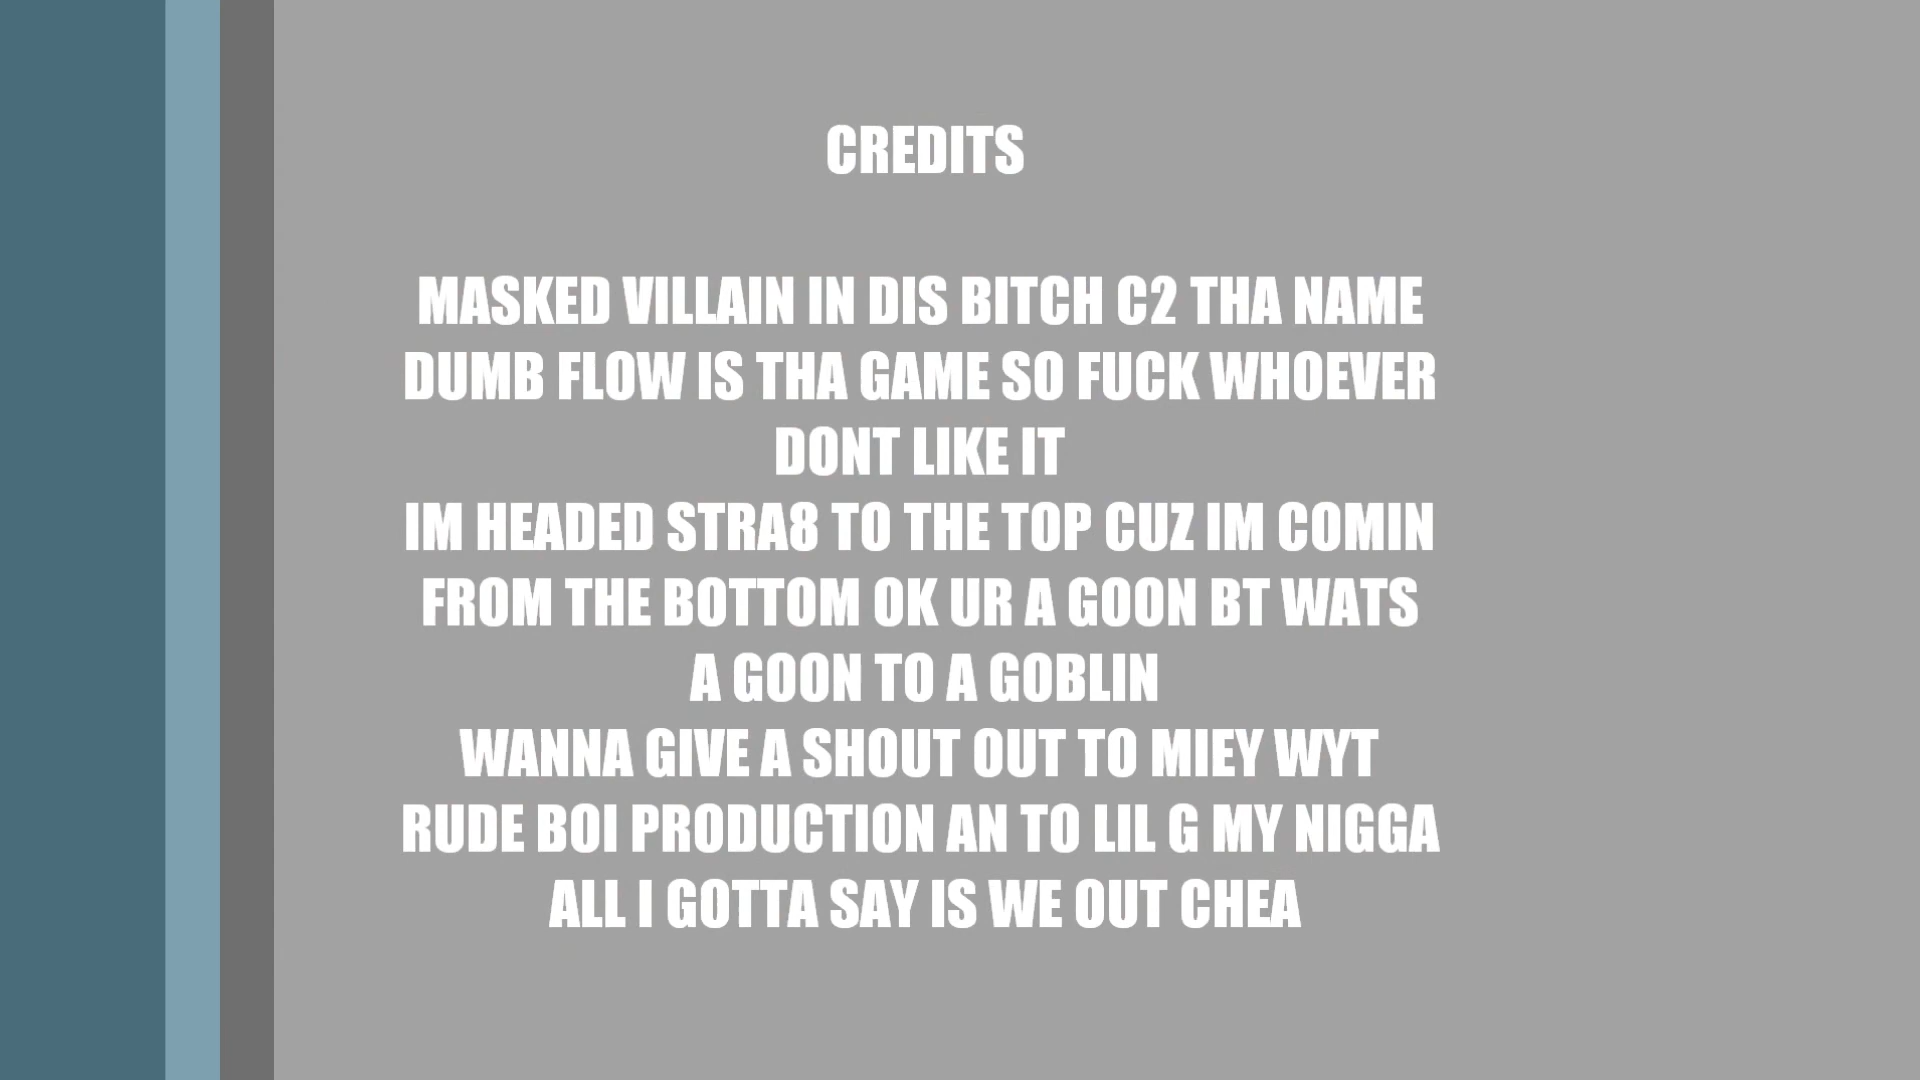 CREDITS
MASKED VILLAIN IN DIS BITCH C2 THA NAME
DUMB FLOW IS THA GAME SO FUCK WHOEVER
DONT LIKE IT
IM HEADED STRA8 TO THE TOP CUZ IM COMIN
FROM THE BOTTOM OK UR A GOON BT WATS
A GOON TO A GOBLIN
WANNA GIVE A SHOUT OUT TO MIEY WYT
RUDE BOI PRODUCTION AN TO LIL G MY NIGGA
ALL I GOTTA SAY IS WE OUT CHEA